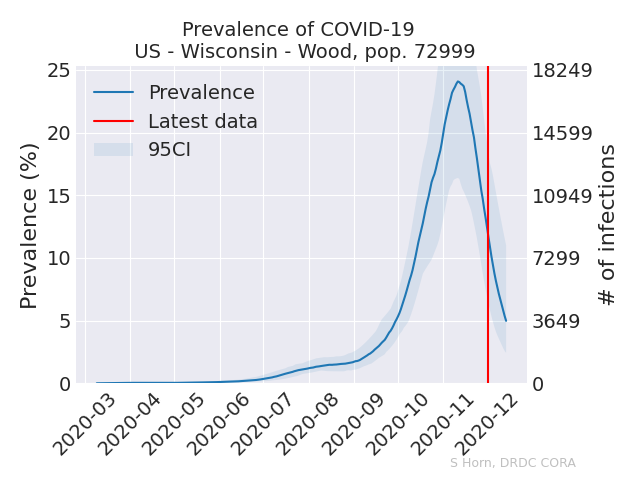 Prevalence of COVID-19
US - Wisconsin - Wood, pop. 72999
Prevalence
Latest data
95CI
Prevalence (%)
25
20
15
10
5
0
18249
14599
10949
7299
3649
0
# of infections
2020-03
2020-04
2020-05
2020-06
2020-07
2020-08
2020-09
2020-10
2020-11
2020-12
S Horn, DRDC CORA